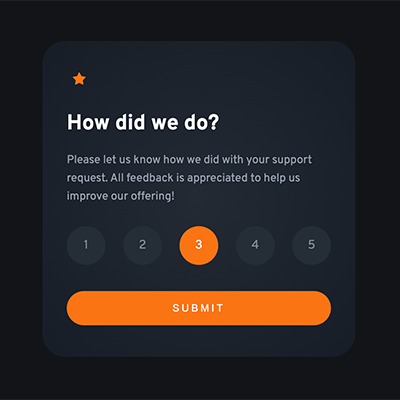 How did we do?
Please let us know how we did with your support
request. All feedback is appreciated to help us
improve our offering!
1 2 3 4 5
SUBMIT